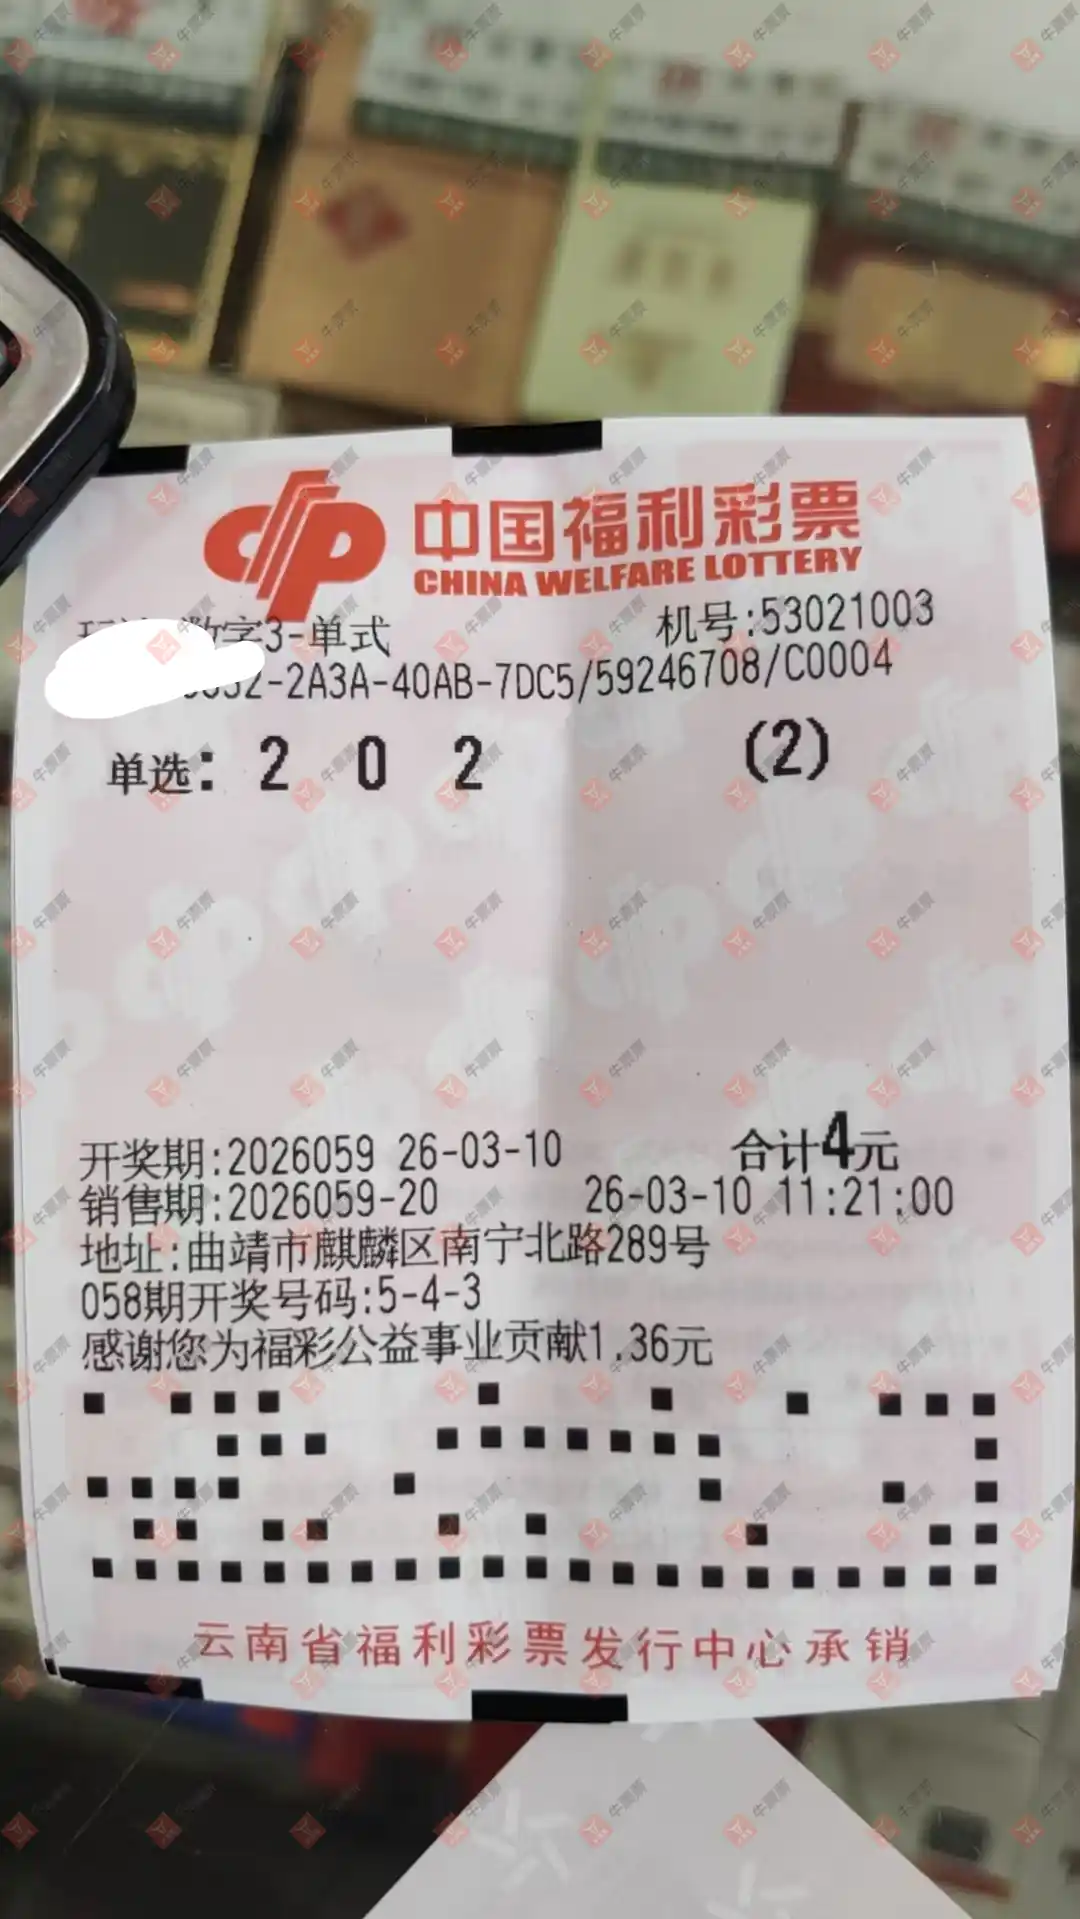 中国福利彩票
CHINA WELFARE LOTTERY
数字3-单式 机号:53021003
2-2A3A-40AB-7DC5/59246708/C0004
单选: 2 0 2 (2)
开奖期:2026059 26-03-10 合计4元
销售期:2026059-20 26-03-10 11:21:00
地址:曲靖市麒麟区南宁北路289号
058期开奖号码:5-4-3
感谢您为福彩公益事业贡献1.36元
云南省福利彩票发行中心承销
牛票票